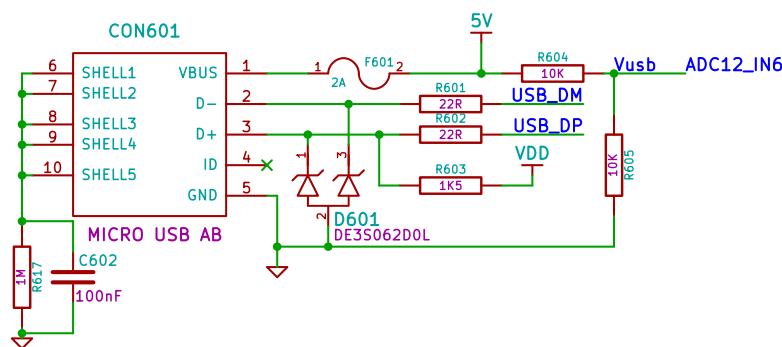 CON601
5V
6 SHELL1 VBUS 1
1 F601 2
2A
R604
10K
Vusb ADC12_IN6
7 SHELL2 D- 2
R601
22R
USB_DM
8 SHELL3 D+ 3
R602
22R
USB_DP
9 SHELL4
ID 4
1 3
VDD
10 SHELL5
R603
1K5
10K R605
GND 5
2
D601
DE3S062D0L
MICRO USB AB
1M R617
C602
100nF